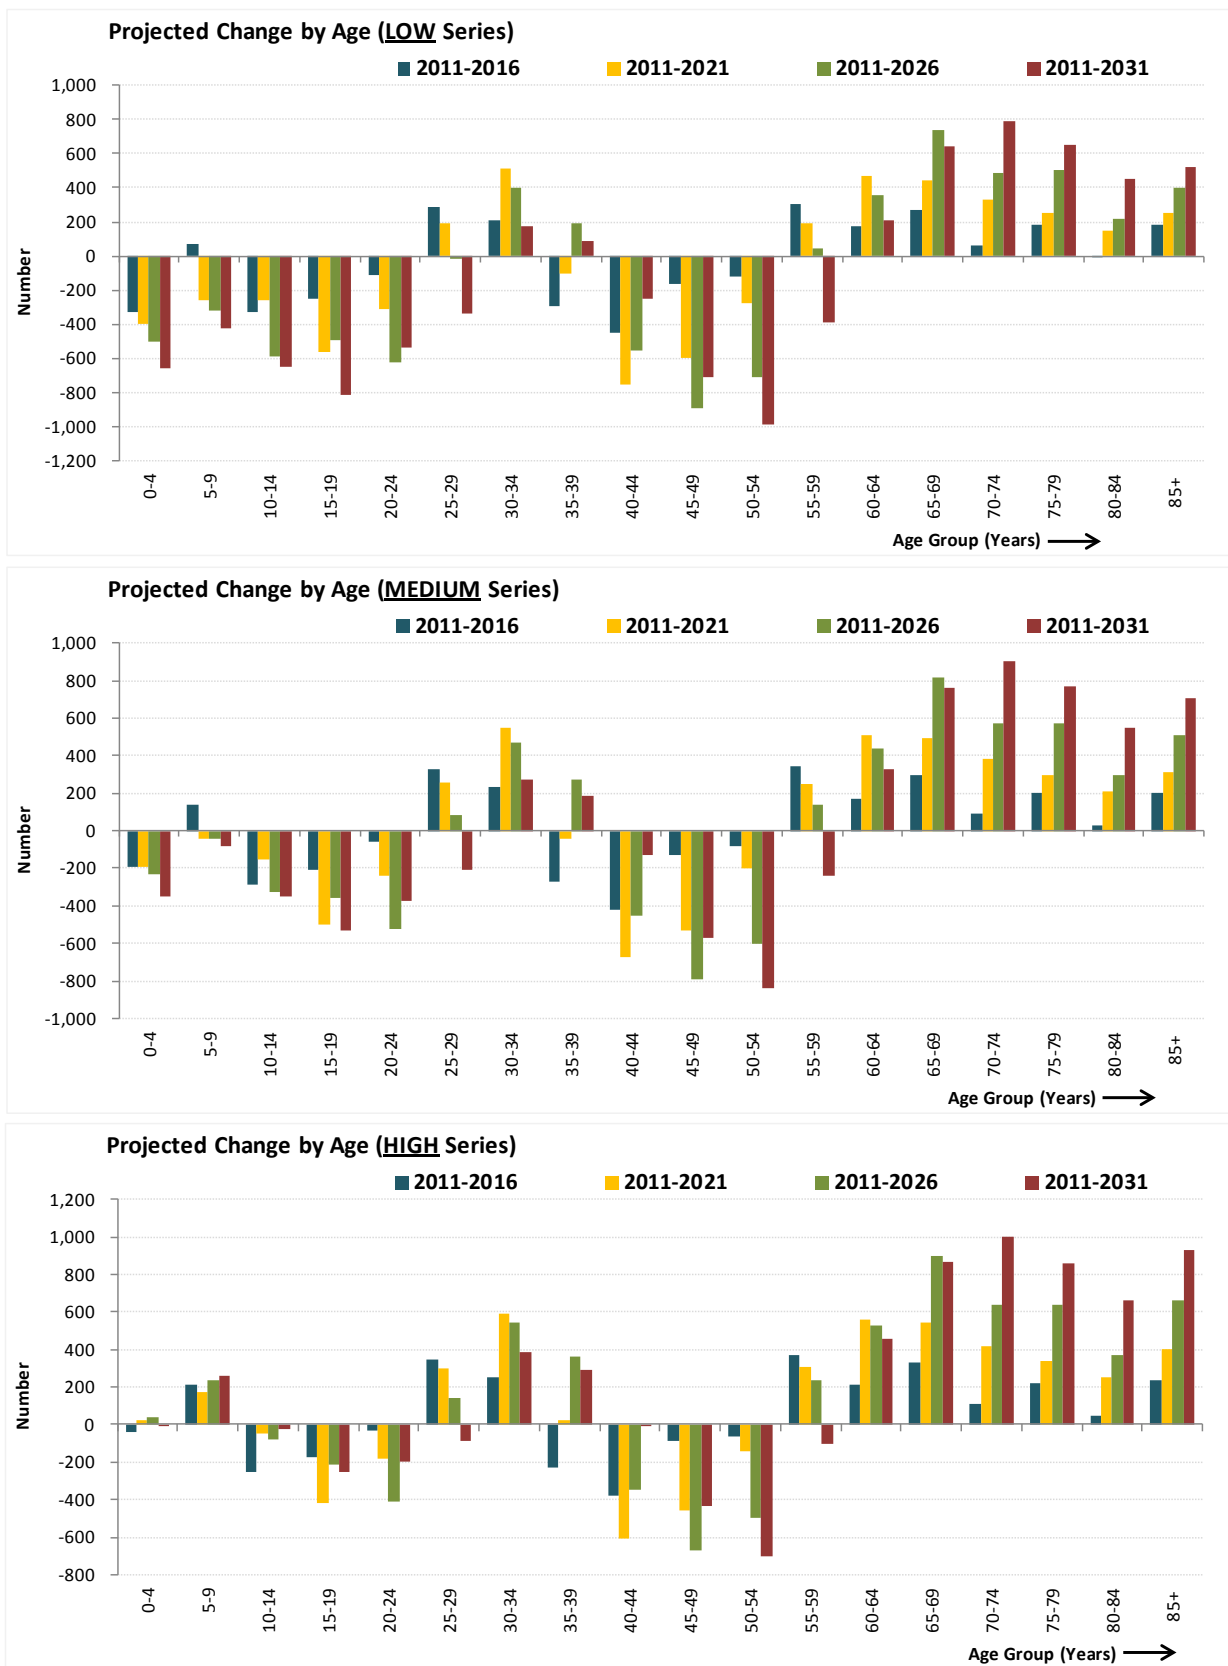 Projected Change by Age (LOW Series)
2011-2016 2011-2021 2011-2026 2011-2031
1,000
800
600
400
200
0
-200
-400
-600
-800
-1,000
-1,200
Number
0-4 5-9 10-14 15-19 20-24 25-29 30-34 35-39 40-44 45-49 50-54 55-59 60-64 65-69 70-74 75-79 80-84 85+
Age Group (Years)
Projected Change by Age (MEDIUM Series)
2011-2016 2011-2021 2011-2026 2011-2031
1,000
800
600
400
200
0
-200
-400
-600
-800
-1,000
Number
0-4 5-9 10-14 15-19 20-24 25-29 30-34 35-39 40-44 45-49 50-54 55-59 60-64 65-69 70-74 75-79 80-84 85+
Age Group (Years)
Projected Change by Age (HIGH Series)
2011-2016 2011-2021 2011-2026 2011-2031
1,200
1,000
800
600
400
200
0
-200
-400
-600
-800
Number
0-4 5-9 10-14 15-19 20-24 25-29 30-34 35-39 40-44 45-49 50-54 55-59 60-64 65-69 70-74 75-79 80-84 85+
Age Group (Years)